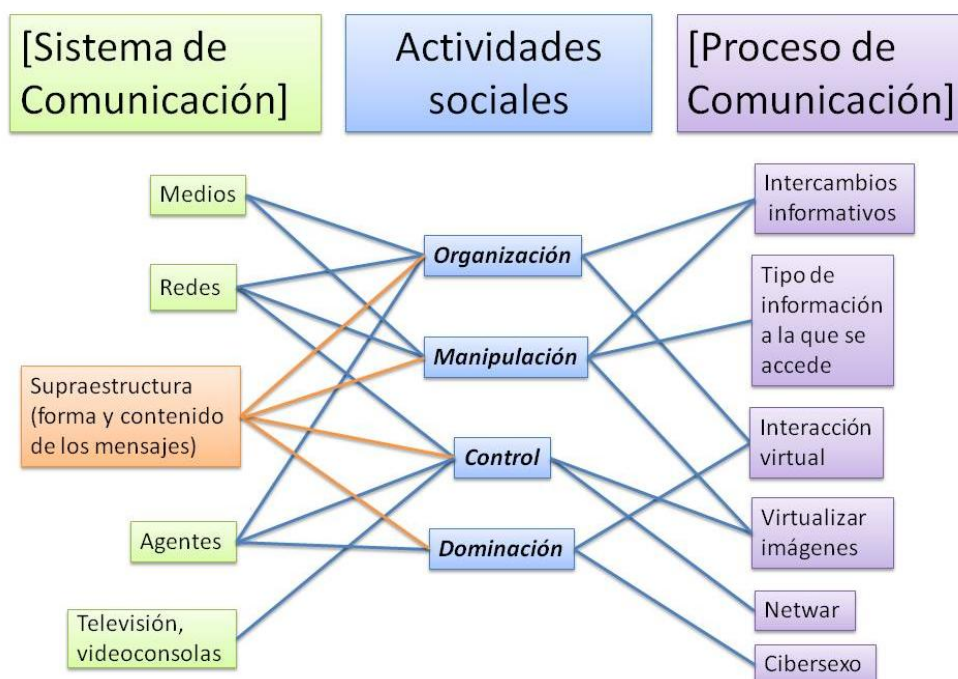 [Sistema de
Comunicación]
Actividades
sociales
[Proceso de
Comunicación]
Medios
Redes
Supraestructura
(forma y contenido
de los mensajes)
Agentes
Televisión,
videoconsolas
Organización
Manipulación
Control
Dominación
Intercambios
informativos
Tipo de
información
a la que se
accede
Interacción
virtual
Virtualizar
imágenes
Netwar
Cibersexo